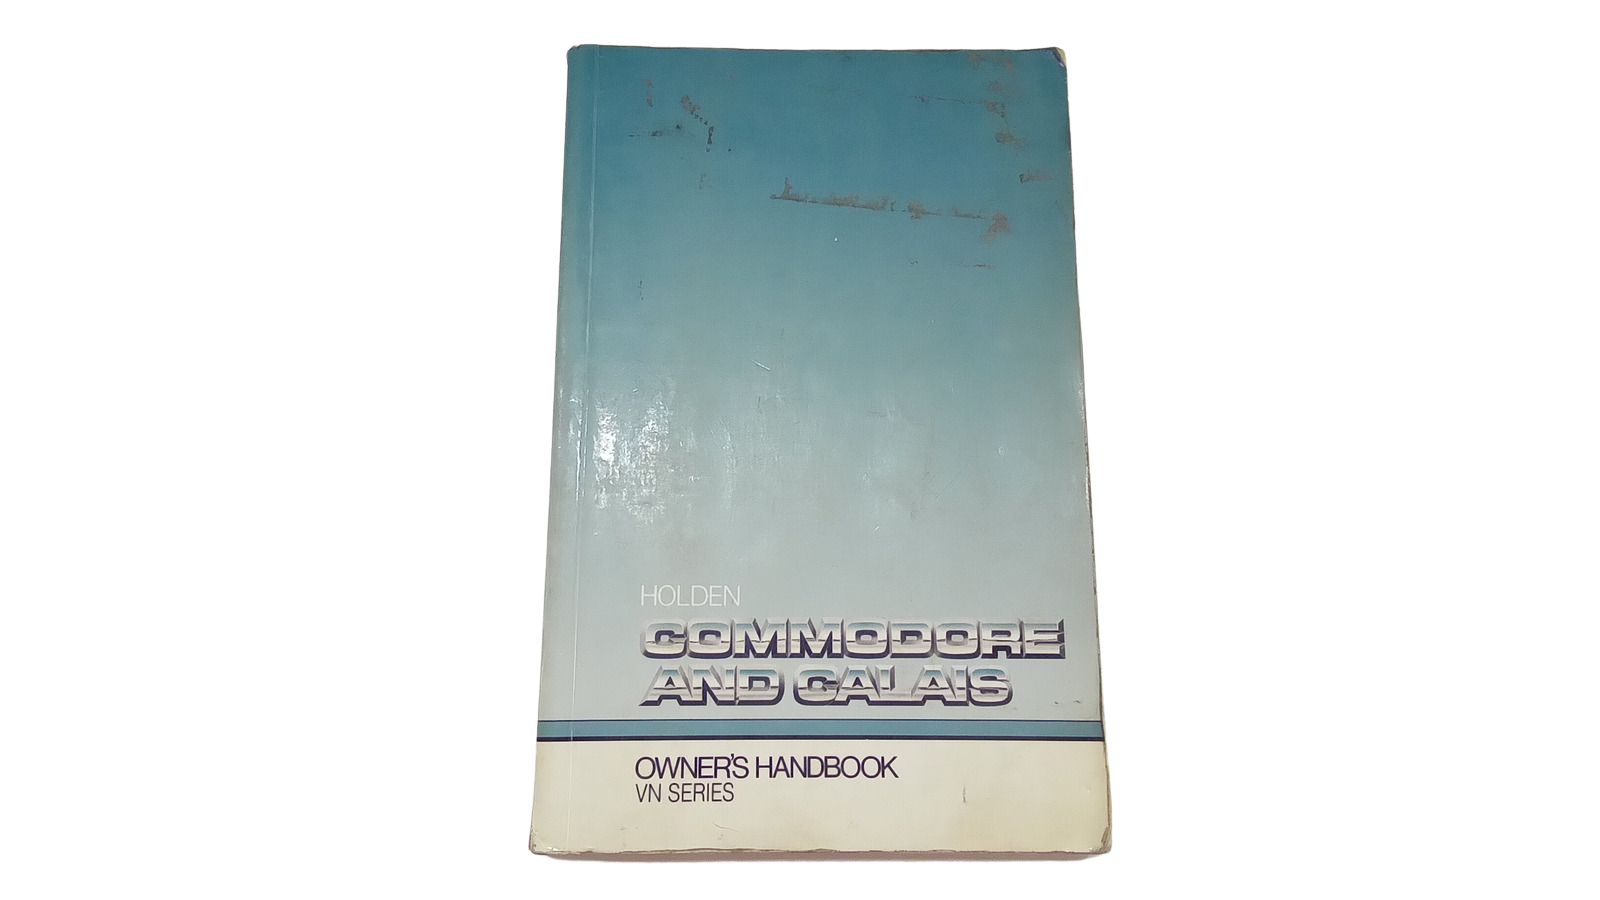 HOLDEN
COMMODORE
AND CALAIS
OWNER'S HANDBOOK
VN SERIES